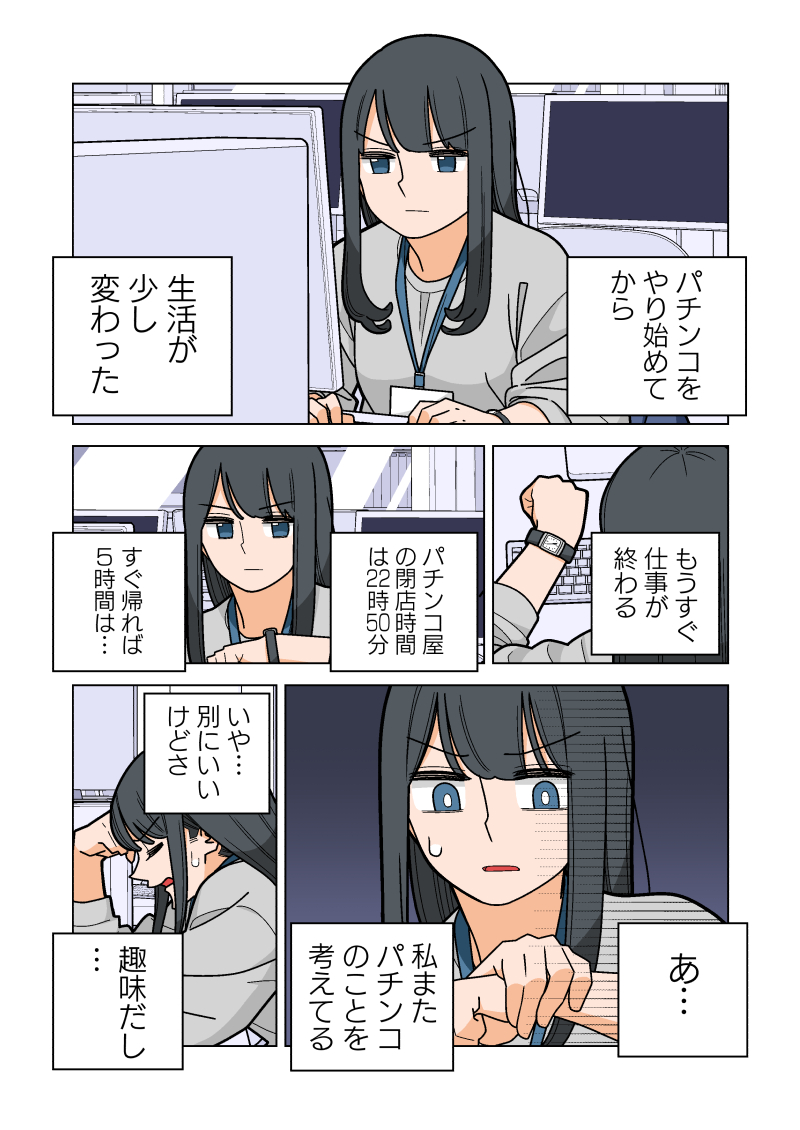 パチンコを
やり始めて
から
生活が
少し
変わった
もうすぐ
仕事が
終わる
パチンコ屋
の閉店時間
は22時50分
すぐ帰れば
5時間は…
あ…
私また
パチンコ
のことを
考えてる
いや…
別にいい
けどさ
趣味だし
…